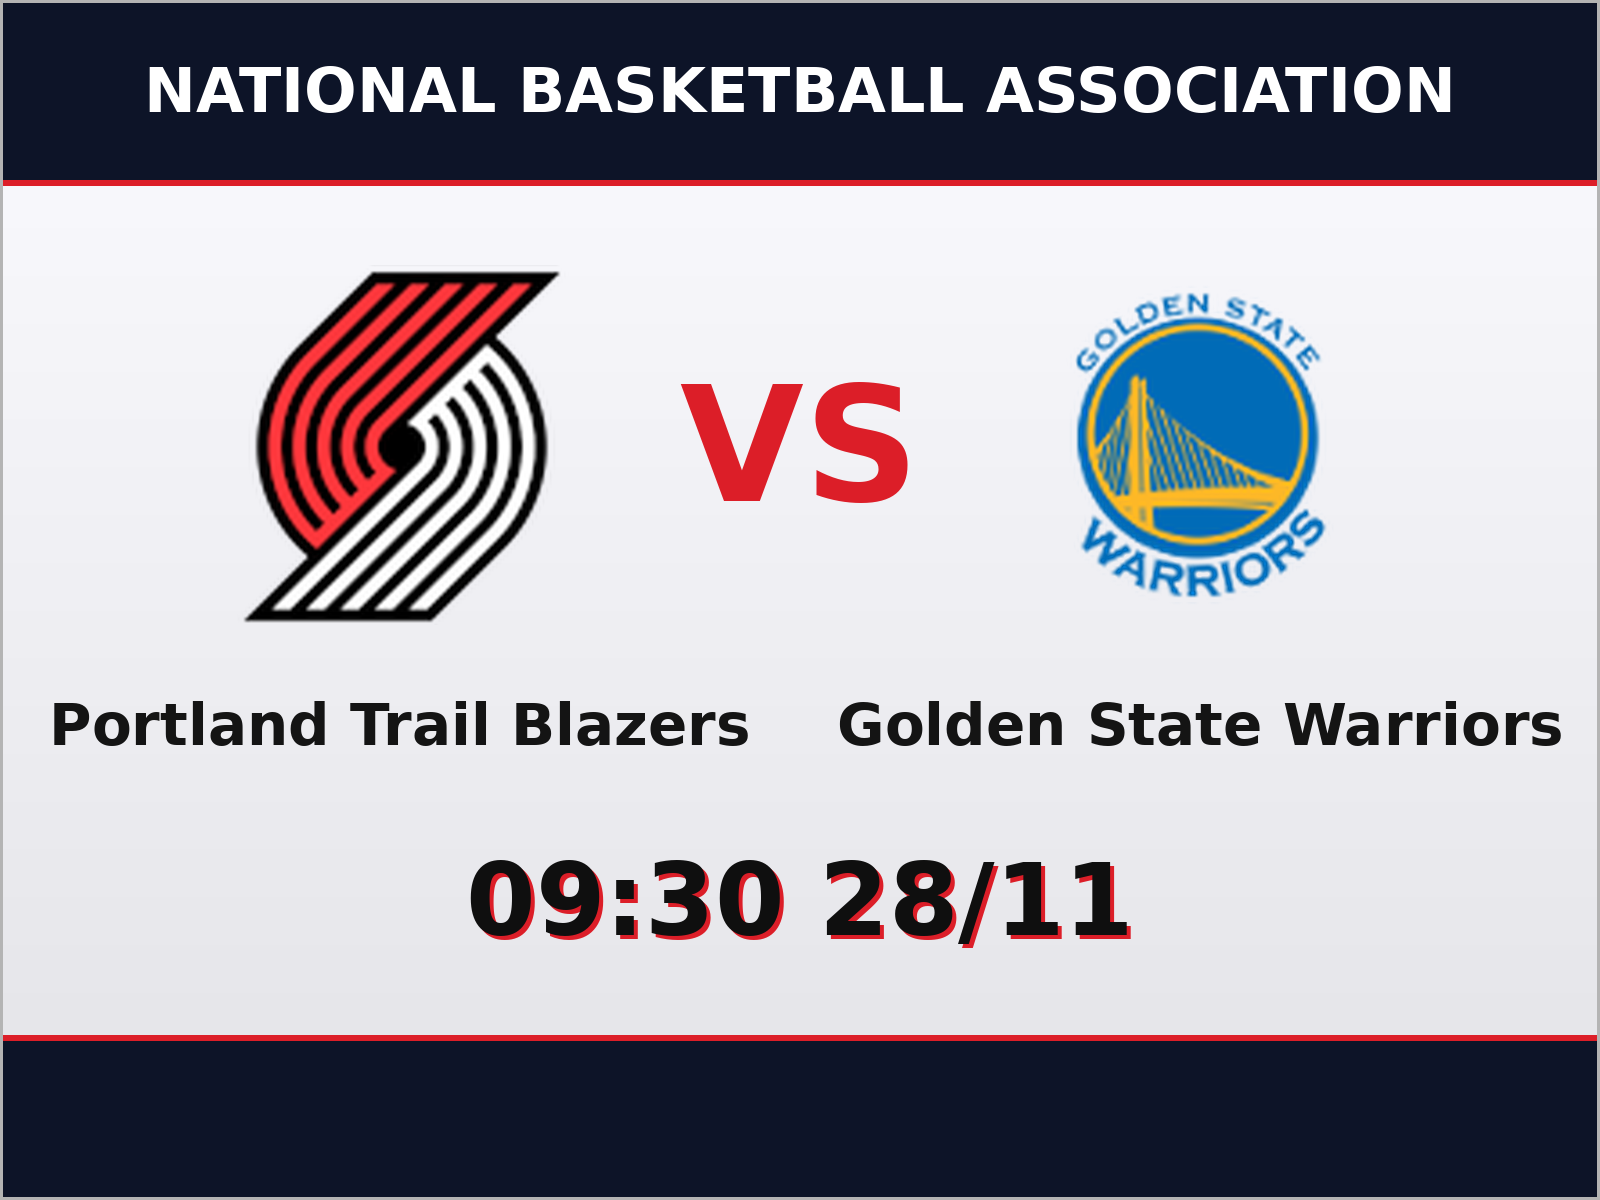 NATIONAL BASKETBALL ASSOCIATION
GOLDEN STATE
WARRIORS
VS
Portland Trail Blazers
Golden State Warriors
09:30 28/11